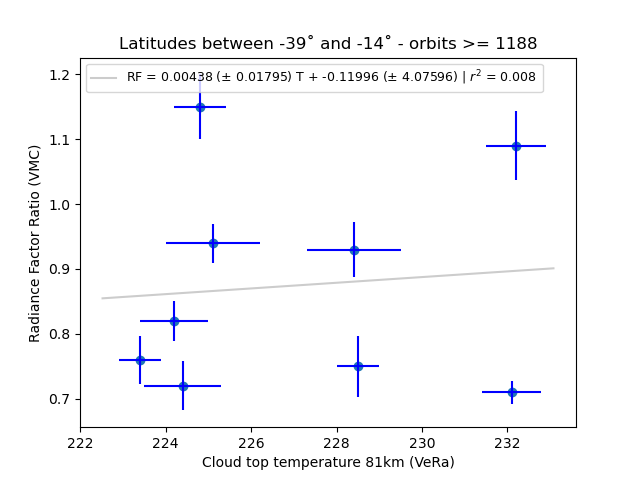 Latitudes between -39˚ and -14˚ - orbits >= 1188
RF = 0.00438 (± 0.01795) T + -0.11996 (± 4.07596) | r² = 0.008
1.2
1.1
1.0
0.9
0.8
0.7
Radiance Factor Ratio (VMC)
222 224 226 228 230 232
Cloud top temperature 81km (VeRa)